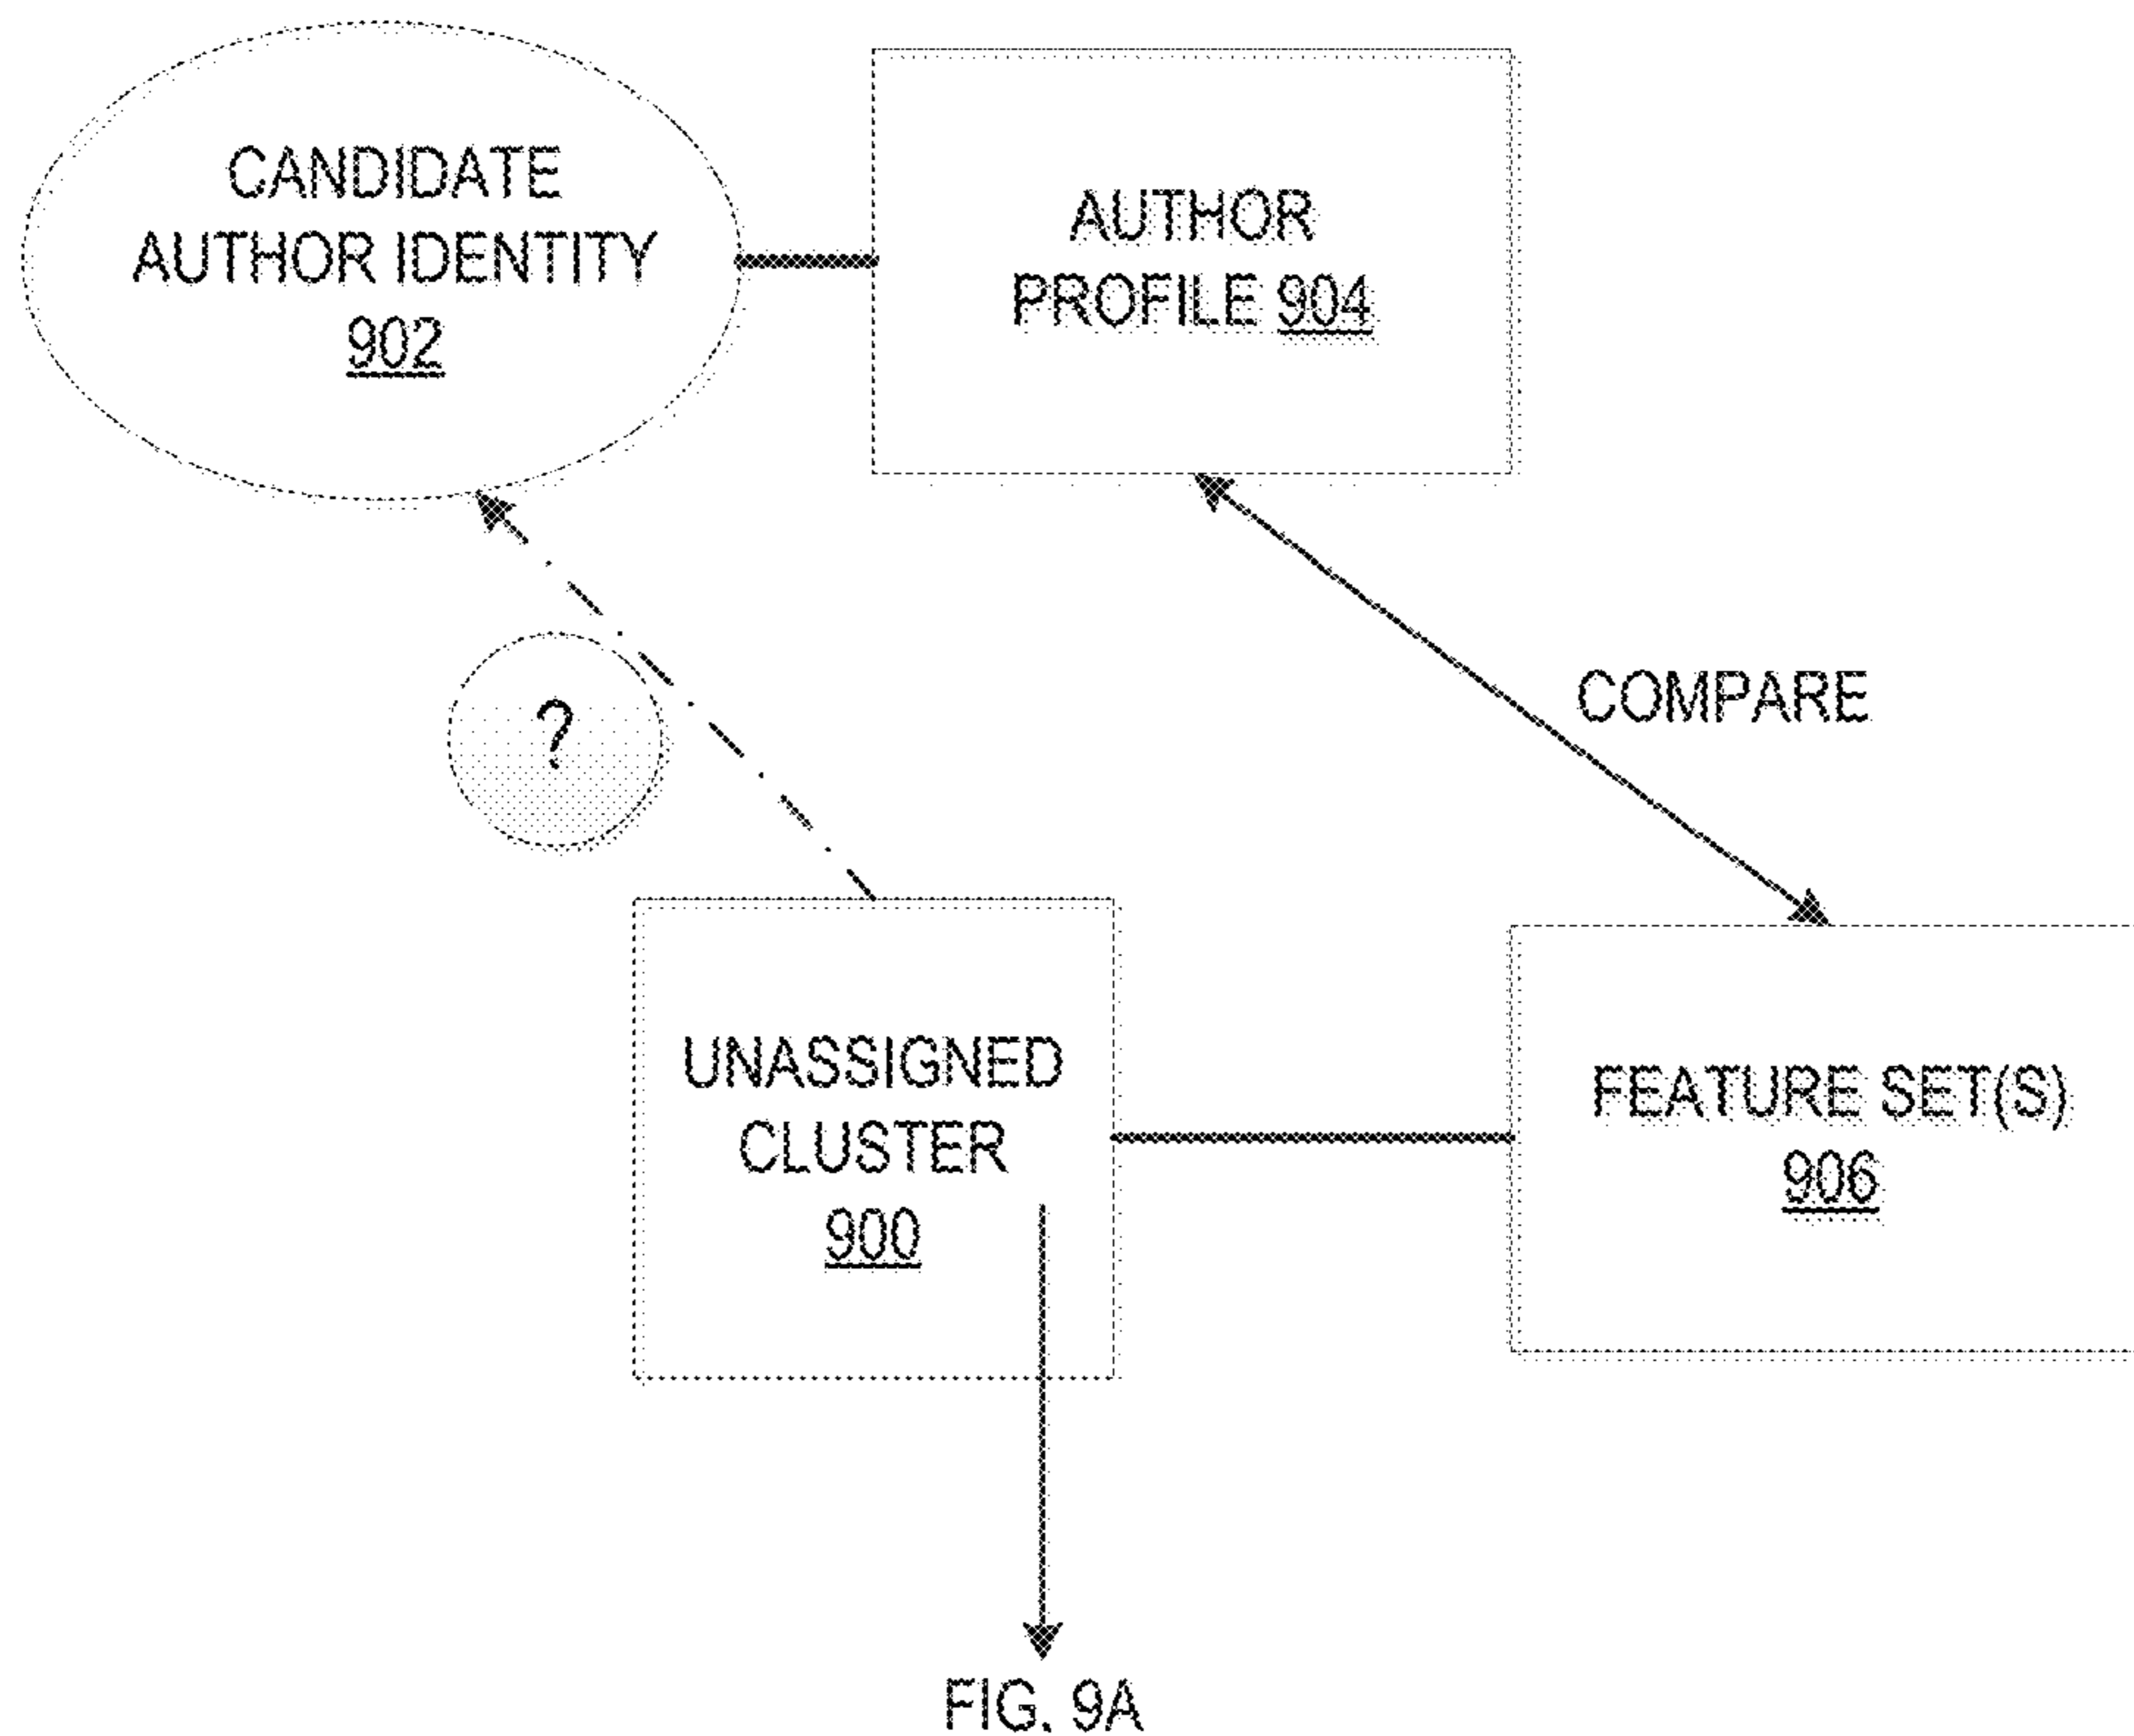 CANDIDATE
AUTHOR IDENTITY
902
AUTHOR
PROFILE 904
COMPARE
?
UNASSIGNED
CLUSTER
900
FEATURE SET(S)
906
FIG. 9A